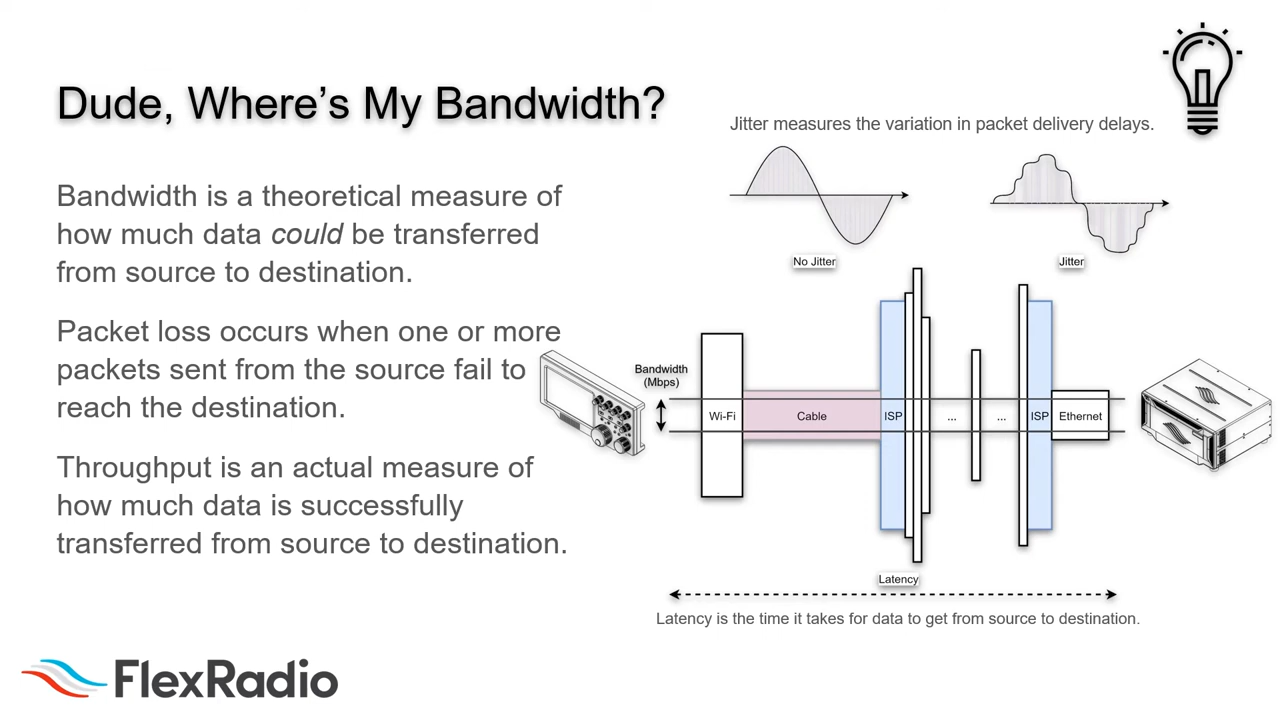 Dude, Where's My Bandwidth?
Jitter measures the variation in packet delivery delays.
Bandwidth is a theoretical measure of
how much data could be transferred
from source to destination.
No Jitter
Jitter
Packet loss occurs when one or more
packets sent from the source fail to
reach the destination.
Bandwidth
(Mbps)
Wi-Fi
Cable
ISP
...
...
ISP
Ethernet
Throughput is an actual measure of
how much data is successfully
transferred from source to destination.
Latency
Latency is the time it takes for data to get from source to destination.
FlexRadio